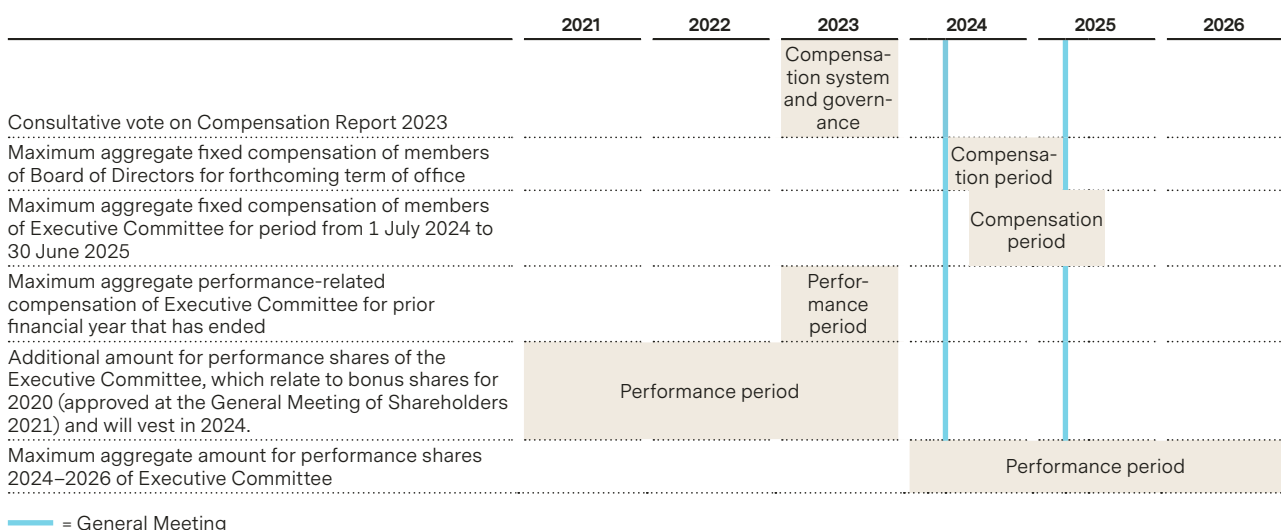 2021 2022 2023 2024 2025 2026
Compensa-
tion system
and govern-
ance
Consultative vote on Compensation Report 2023
Maximum aggregate fixed compensation of members
of Board of Directors for forthcoming term of office
Compensa-
tion period
Maximum aggregate fixed compensation of members
of Executive Committee for period from 1 July 2024 to
30 June 2025
Compensation
period
Maximum aggregate performance-related
compensation of Executive Committee for prior
financial year that has ended
Perfor-
mance
period
Additional amount for performance shares of the
Executive Committee, which relate to bonus shares for
2020 (approved at the General Meeting of Shareholders
2021) and will vest in 2024.
Performance period
Maximum aggregate amount for performance shares
2024–2026 of Executive Committee
Performance period
= General Meeting